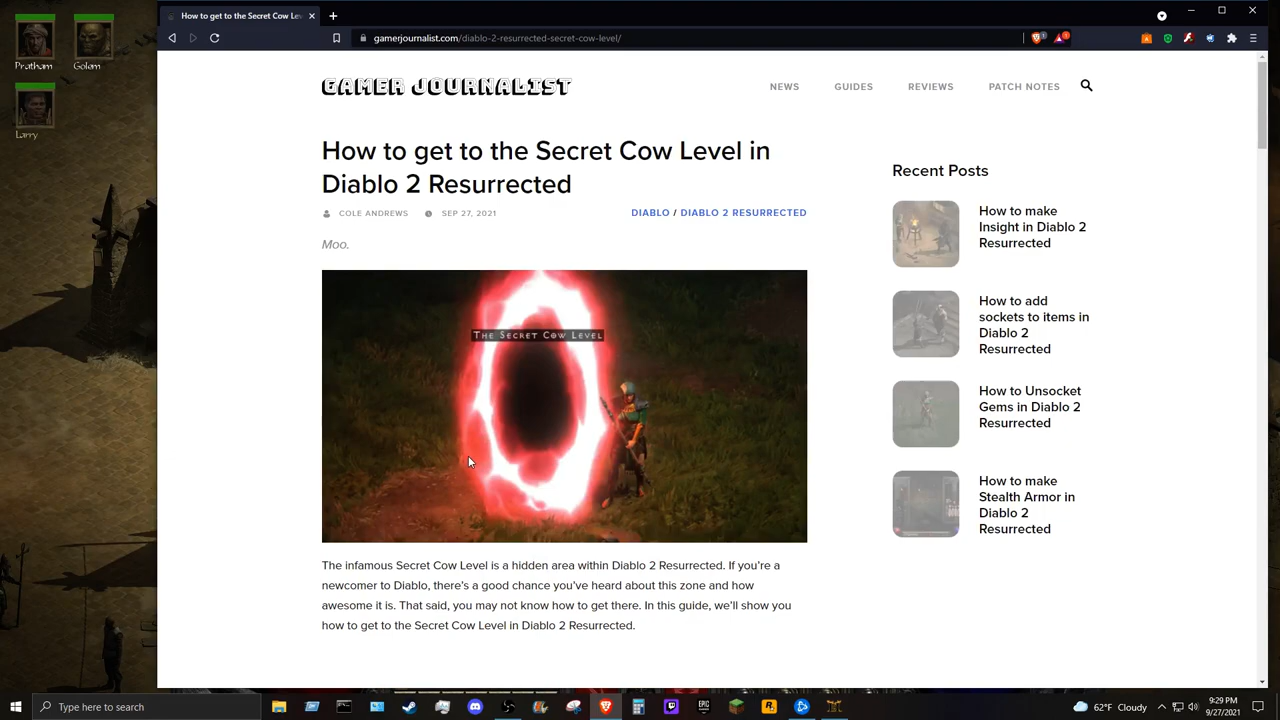 How to get to the Secret Cow Lev
gamerjournalist.com/diablo-2-resurrected-secret-cow-level/
1
1
Pratham
Golem
Larry
GAMER JOURNALIST
NEWS
GUIDES
REVIEWS
PATCH NOTES
How to get to the Secret Cow Level in
Diablo 2 Resurrected
COLE ANDREWS
SEP 27, 2021
DIABLO / DIABLO 2 RESURRECTED
Moo.
THE SECRET COW LEVEL
The infamous Secret Cow Level is a hidden area within Diablo 2 Resurrected. If you're a
newcomer to Diablo, there's a good chance you've heard about this zone and how
awesome it is. That said, you may not know how to get there. In this guide, we'll show you
how to get to the Secret Cow Level in Diablo 2 Resurrected.
Recent Posts
How to make
Insight in Diablo 2
Resurrected
How to add
sockets to items in
Diablo 2
Resurrected
How to Unsocket
Gems in Diablo 2
Resurrected
How to make
Stealth Armor in
Diablo 2
Resurrected
Type here to search
EPIC
62°F Cloudy
9:29 PM
9/27/2021